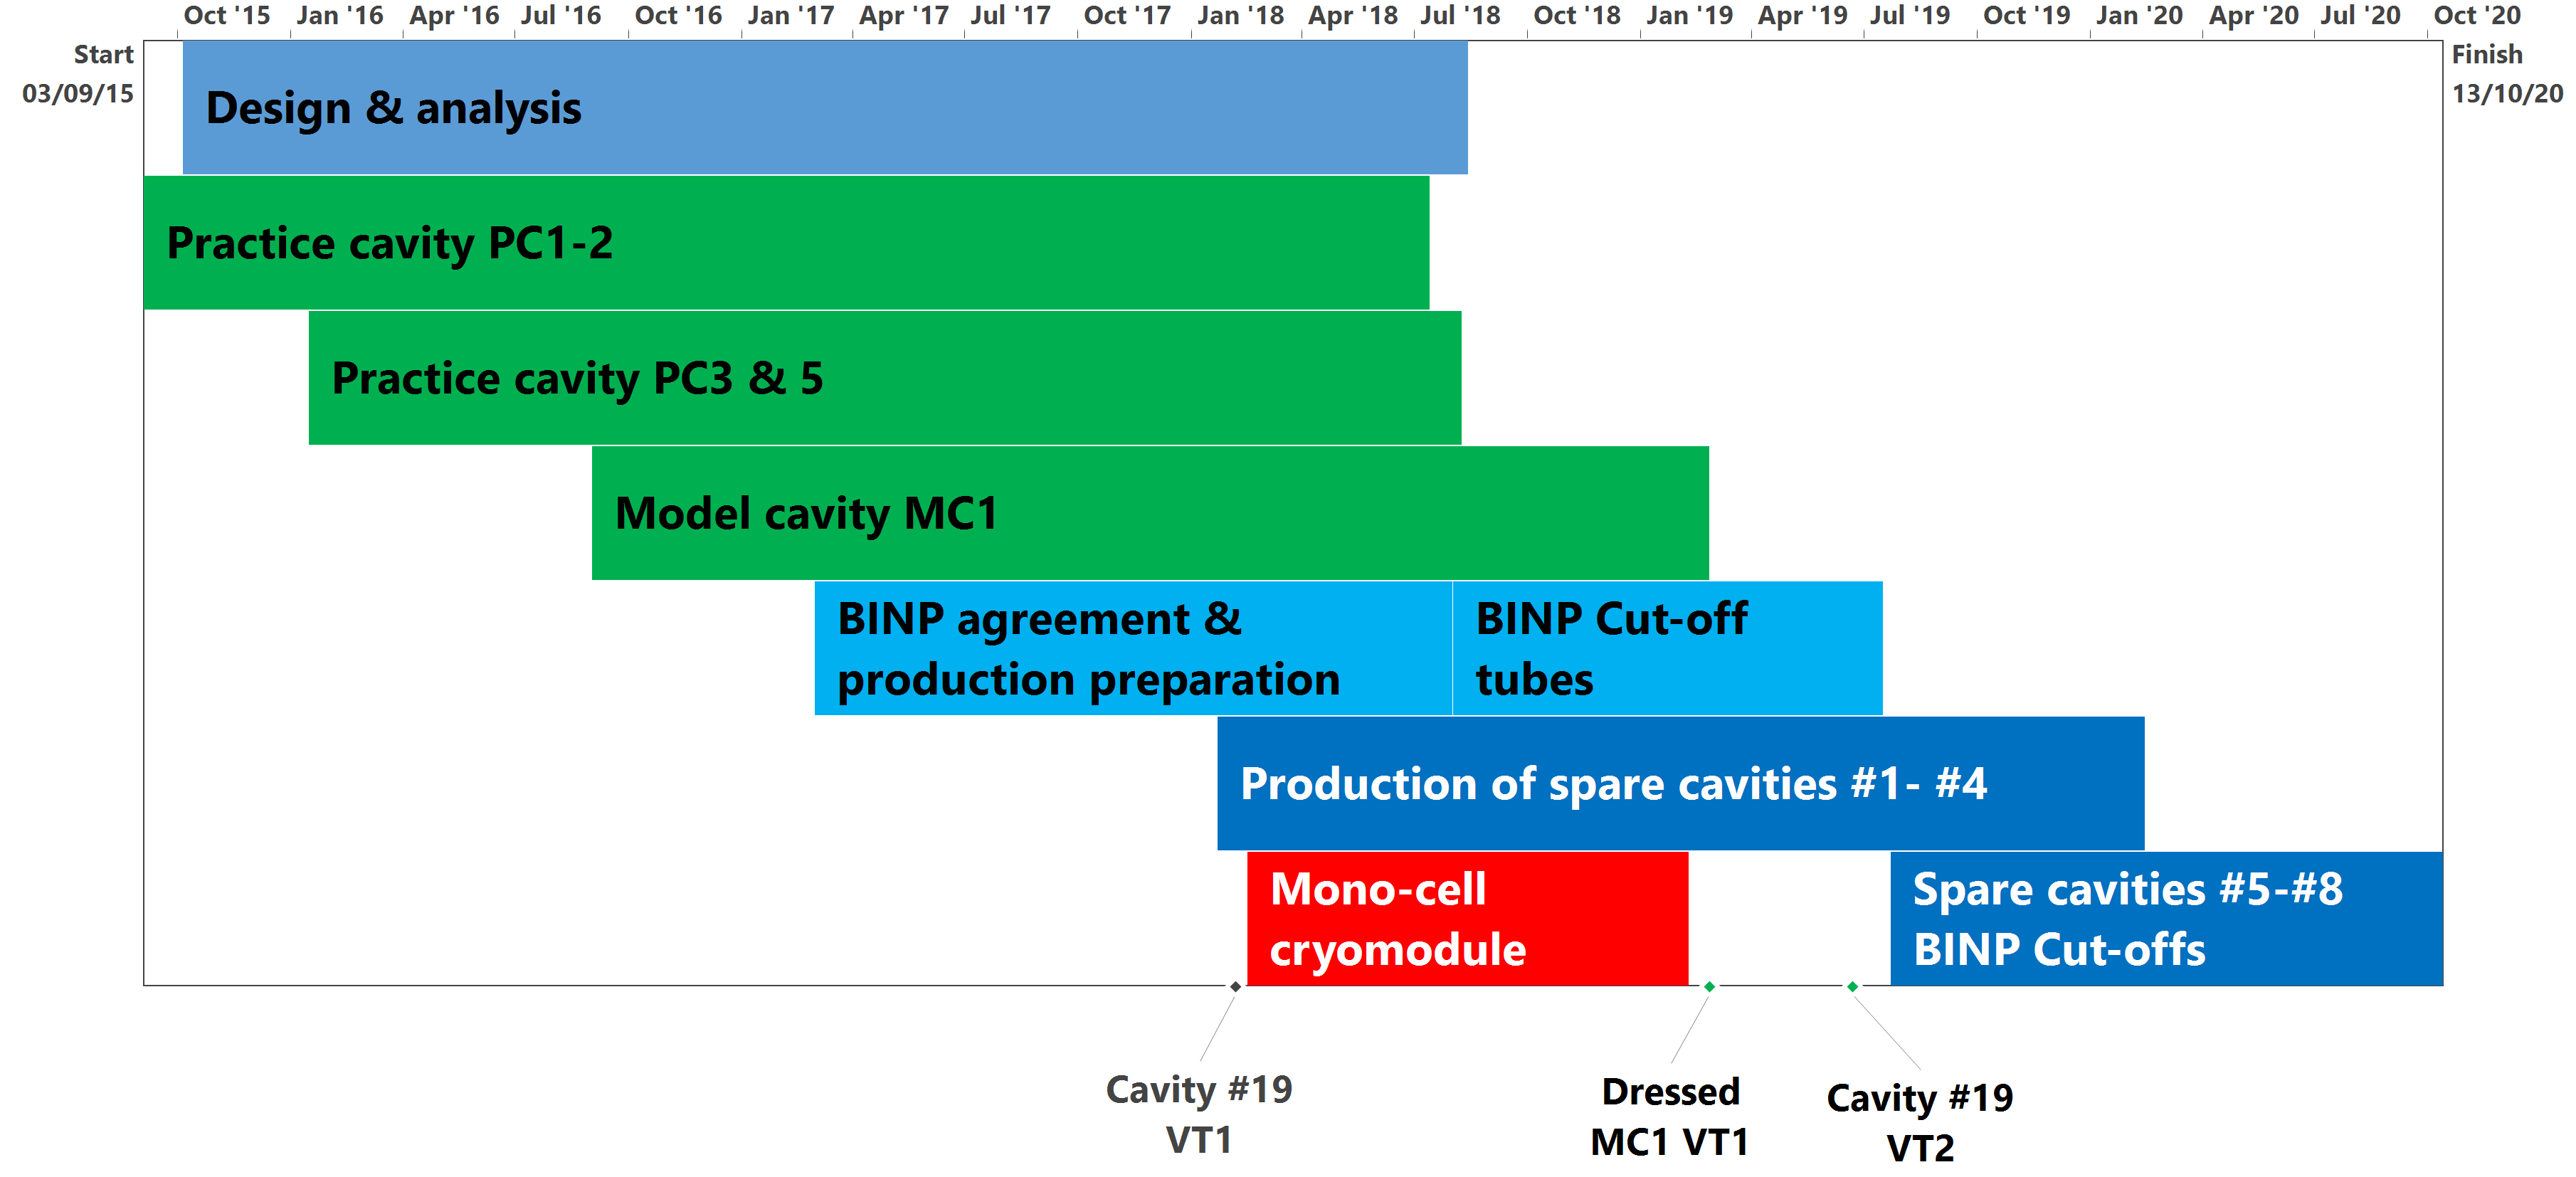 Oct '15 Jan '16 Apr '16 Jul '16 Oct '16 Jan '17 Apr '17 Jul '17 Oct '17 Jan '18 Apr '18 Jul '18 Oct '18 Jan '19 Apr '19 Jul '19 Oct '19 Jan '20 Apr '20 Jul '20 Oct '20
Start
03/09/15
Finish
13/10/20
Design & analysis
Practice cavity PC1-2
Practice cavity PC3 & 5
Model cavity MC1
BINP agreement &
production preparation
BINP Cut-off
tubes
Production of spare cavities #1- #4
Mono-cell
cryomodule
Spare cavities #5-#8
BINP Cut-offs
Cavity #19
VT1
Dressed
MC1 VT1
Cavity #19
VT2